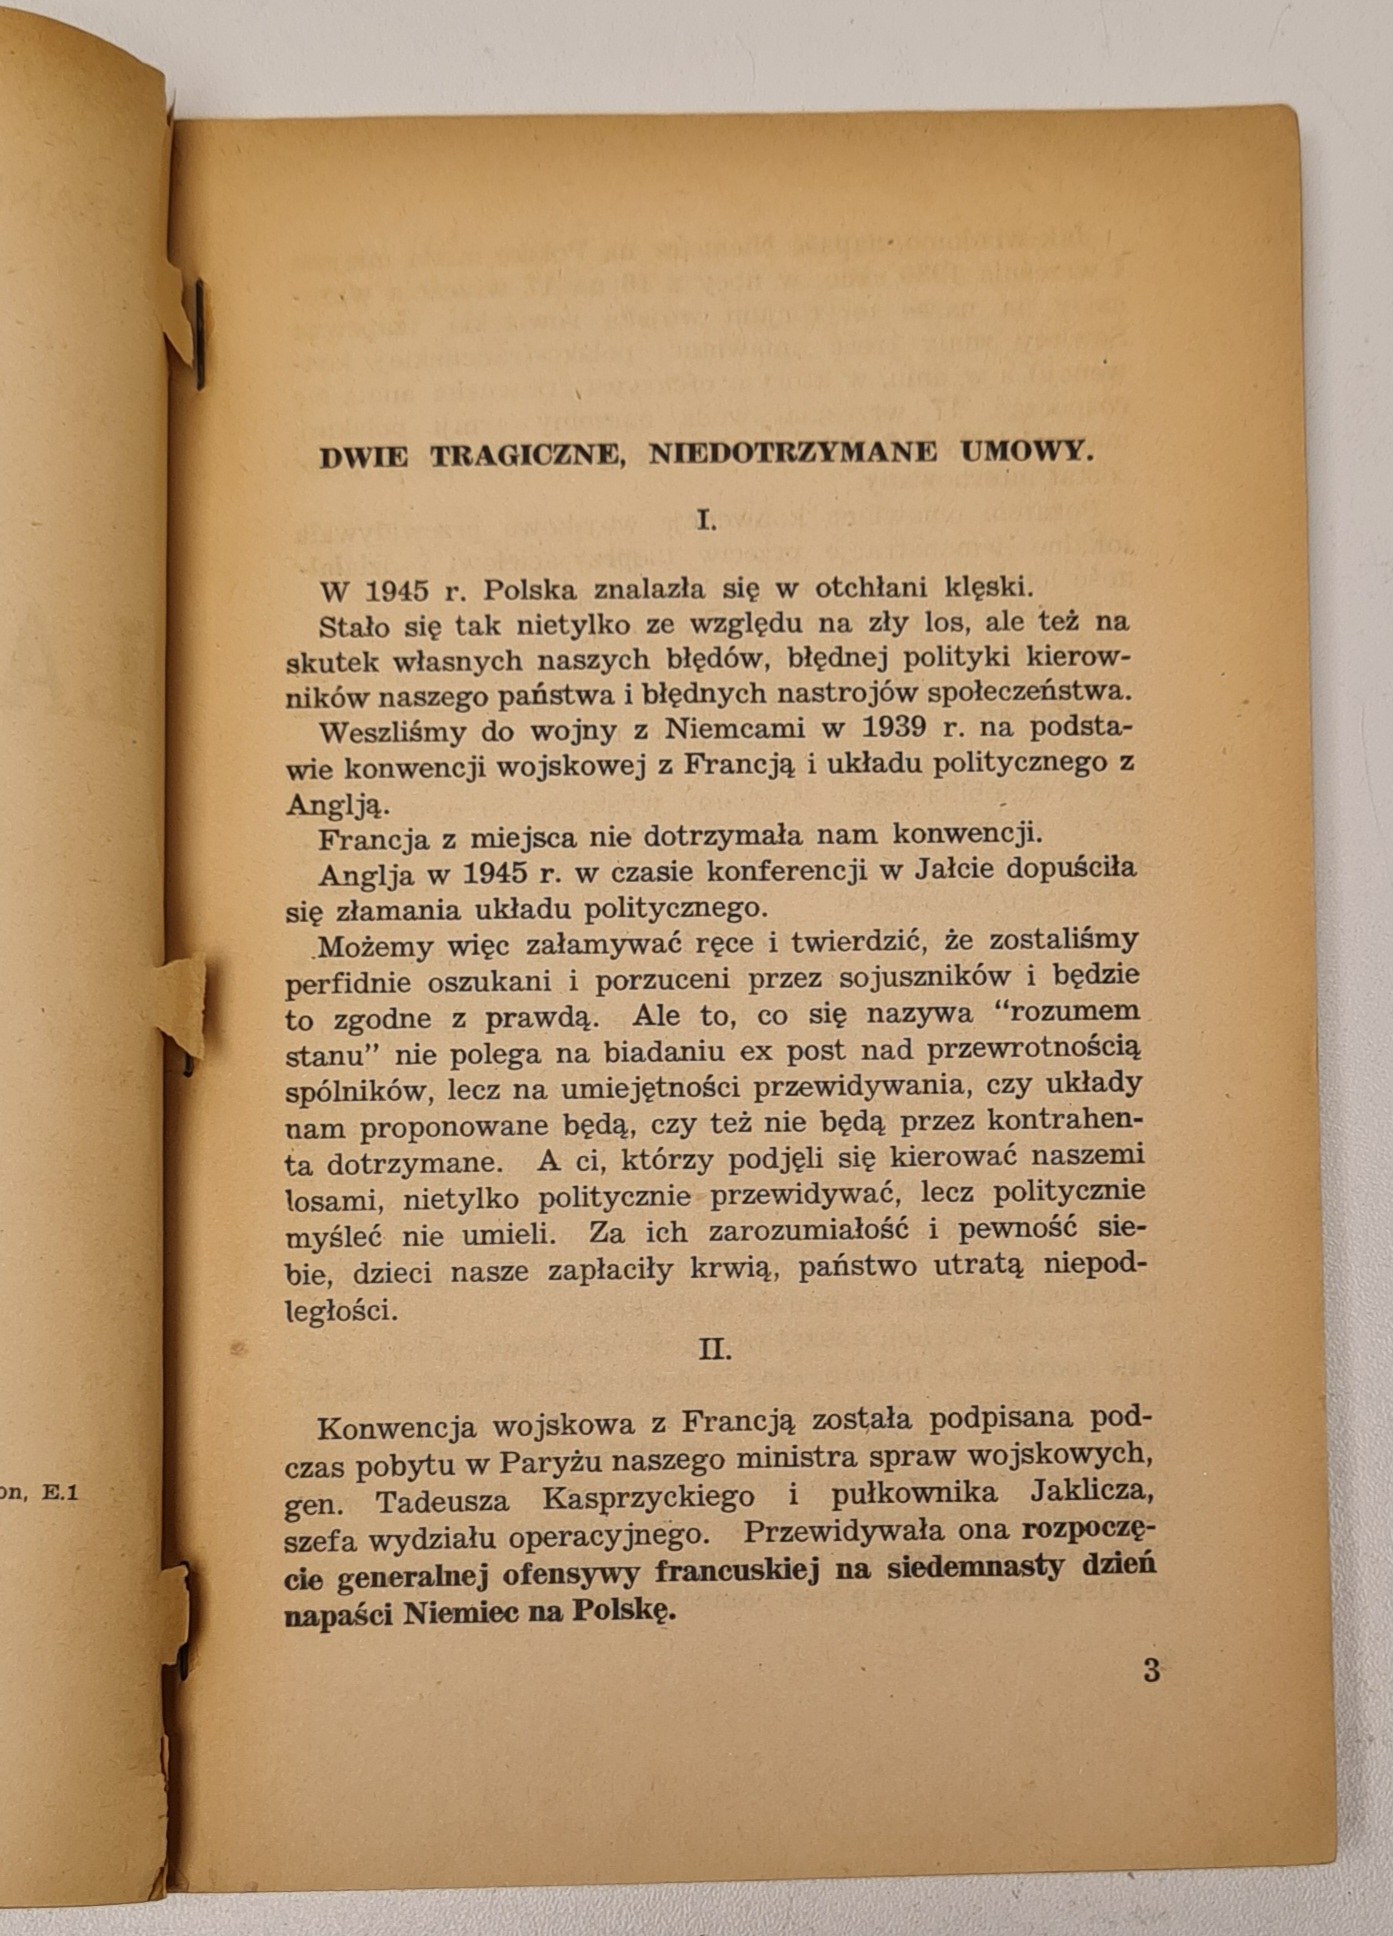 DWIE TRAGICZNE, NIEDOTRZYMANE UMOWY.
I.
W 1945 r. Polska znalazła się w otchłani klęski.
Stało się tak nietylko ze względu na zły los, ale też na
skutek własnych naszych błędów, błędnej polityki kierow-
ników naszego państwa i błędnych nastrojów społeczeństwa.
Weszliśmy do wojny z Niemcami w 1939 r. na podsta-
wie konwencji wojskowej z Francją i układu politycznego z
Anglją.
Francja z miejsca nie dotrzymała nam konwencji.
Anglja w 1945 r. w czasie konferencji w Jałcie dopuściła
się złamania układu politycznego.
Możemy więc załamywać ręce i twierdzić, że zostaliśmy
perfidnie oszukani i porzuceni przez sojuszników i będzie
to zgodne z prawdą. Ale to, co się nazywa “rozumem
stanu” nie polega na biadaniu ex post nad przewrotnością
spólników, lecz na umiejętności przewidywania, czy układy
nam proponowane będą, czy też nie będą przez kontrahen-
ta dotrzymane. A ci, którzy podjęli się kierować naszemi
losami, nietylko politycznie przewidywać, lecz politycznie
myśleć nie umieli. Za ich zarozumiałość i pewność sie-
bie, dzieci nasze zapłaciły krwią, państwo utratą niepod-
ległości.
II.
Konwencja wojskowa z Francją została podpisana pod-
czas pobytu w Paryżu naszego ministra spraw wojskowych,
gen. Tadeusza Kasprzyckiego i pułkownika Jaklicza,
szefa wydziału operacyjnego. Przewidywała ona rozpoczę-
cie generalnej ofensywy francuskiej na siedemnasty dzień
napaści Niemiec na Polskę.
3
E.1